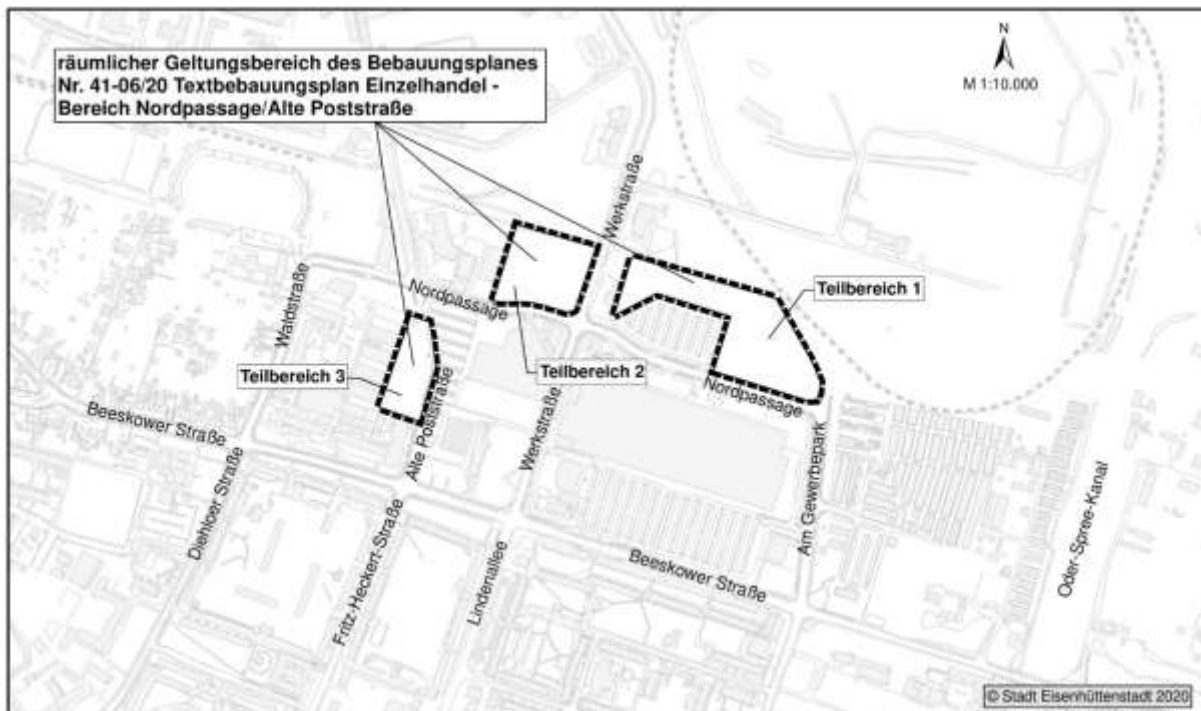 räumlicher Geltungsbereich des Bebauungsplanes
Nr. 41-06/20 Textbebauungsplan Einzelhandel -
Bereich Nordpassage/Alte Poststraße
N
M 1:10.000
Werkstraße
Teilbereich 1
Waldstraße
Nordpassage
Teilbereich 2
Teilbereich 3
Nordpassage
Beeskower Straße
Alte Poststraße
Werkstraße
Diehloer Straße
Fritz-Heckert-Straße
Lindenallee
Beeskower Straße
Am Gewerbepark
Oder-Spree-Kanal
© Stadt Eisenhüttenstadt 2020